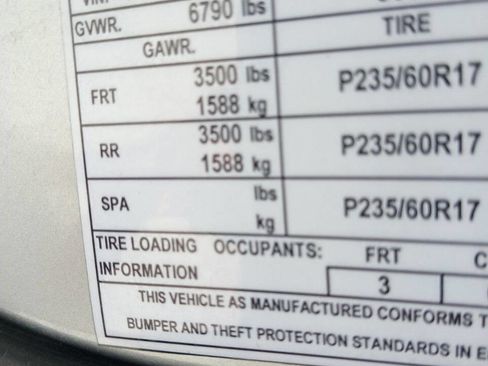 GVWR. 6790 lbs
GAWR. TIRE
FRT 3500 lbs P235/60R17
1588 kg
RR 3500 lbs P235/60R17
1588 kg
SPA lbs P235/60R17
kg
TIRE LOADING OCCUPANTS: FRT
INFORMATION 3
THIS VEHICLE AS MANUFACTURED CONFORMS
BUMPER AND THEFT PROTECTION STANDARDS IN